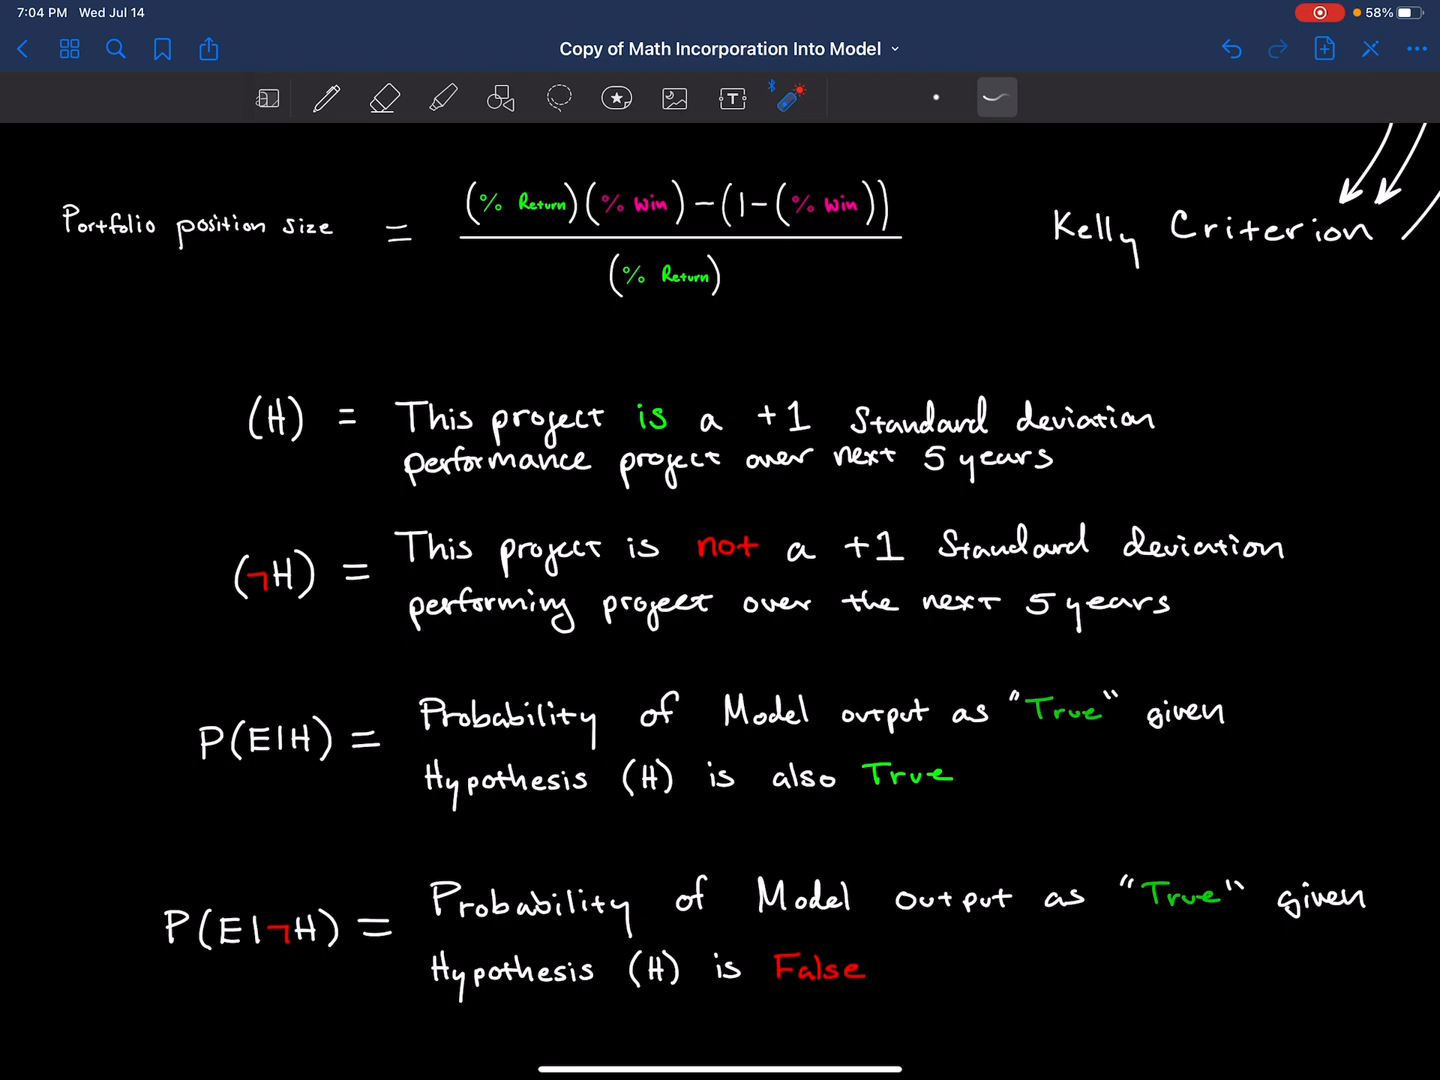 7:04 PM Wed Jul 14
58%
Copy of Math Incorporation Into Model
T
Portfolio position size = (% Return)(% Win) - (1 - (% Win))
(% Return)
Kelly Criterion
(H) = This project is a +1 Standard deviation
performance project over next 5 years
(¬H) = This project is not a +1 Standard deviation
performing project over the next 5 years
P(E|H) = Probability of Model output as "True" given
Hypothesis (H) is also True
P(E|¬H) = Probability of Model output as "True" given
Hypothesis (H) is False